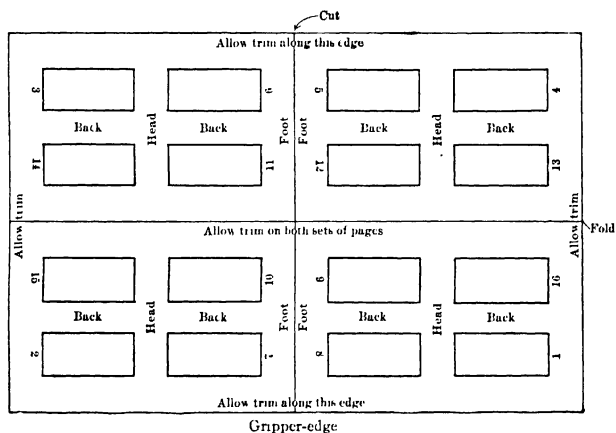 Cut
Allow trim along this edge
3 6 5 4
Back Head Back Foot Foot Back Head Back
14 11 12 13
Allow trim Allow trim
Allow trim on both sets of pages Fold
15 10 9 16
Back Head Back Foot Foot Back Head Back
2 7 8 1
Allow trim along this edge
Gripper-edge